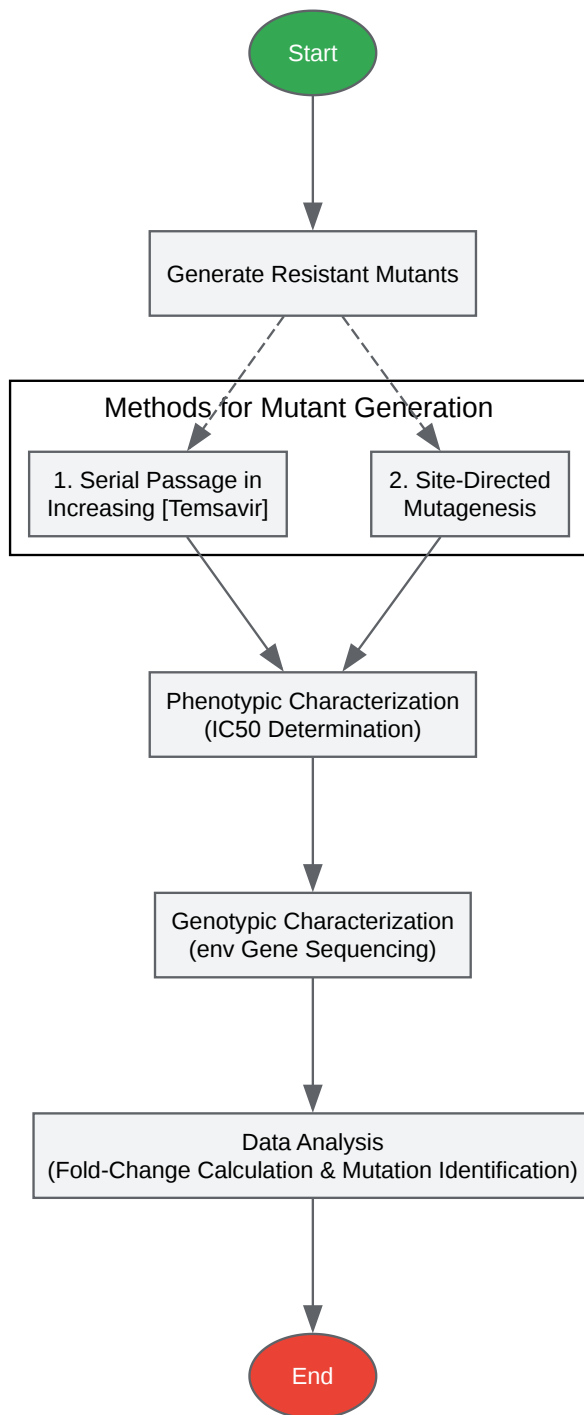 Start
Generate Resistant Mutants
Methods for Mutant Generation
1. Serial Passage in
Increasing [Temsavir]
2. Site-Directed
Mutagenesis
Phenotypic Characterization
(IC50 Determination)
Genotypic Characterization
(env Gene Sequencing)
Data Analysis
(Fold-Change Calculation & Mutation Identification)
End